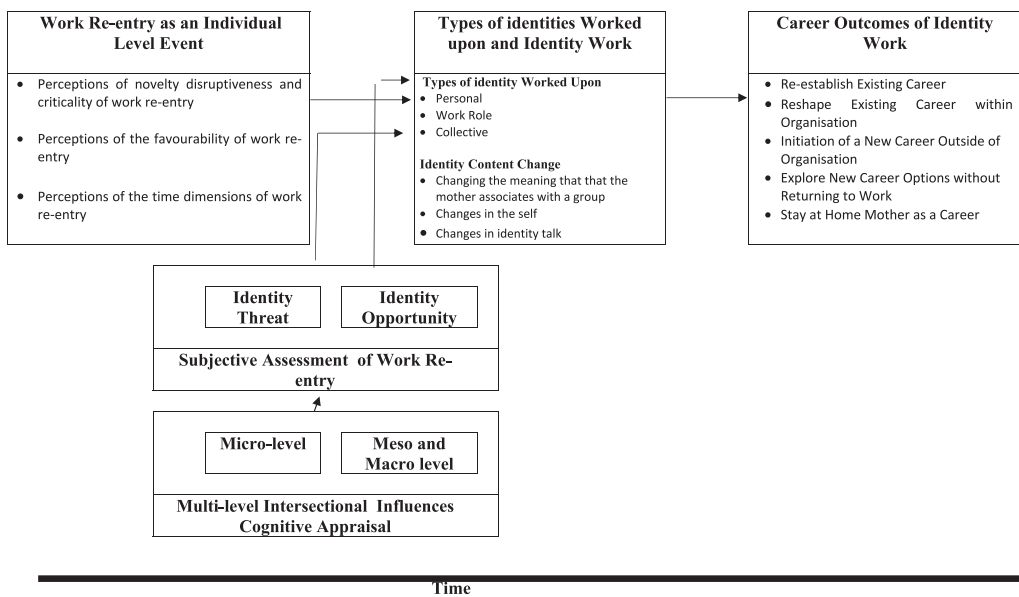 Work Re-entry as an Individual
Level Event
• Perceptions of novelty disruptiveness and
criticality of work re-entry
• Perceptions of the favourability of work re-
entry
• Perceptions of the time dimensions of work
re-entry
Types of identities Worked
upon and Identity Work
Types of identity Worked Upon
• Personal
• Work Role
• Collective
Identity Content Change
• Changing the meaning that that the
mother associates with a group
• Changes in the self
• Changes in identity talk
Career Outcomes of Identity
Work
• Re-establish Existing Career
• Reshape Existing Career within
Organisation
• Initiation of a New Career Outside of
Organisation
• Explore New Career Options without
Returning to Work
• Stay at Home Mother as a Career
Identity
Threat
Identity
Opportunity
Subjective Assessment of Work Re-
entry
Micro-level
Meso and
Macro level
Multi-level Intersectional Influences
Cognitive Appraisal
Time